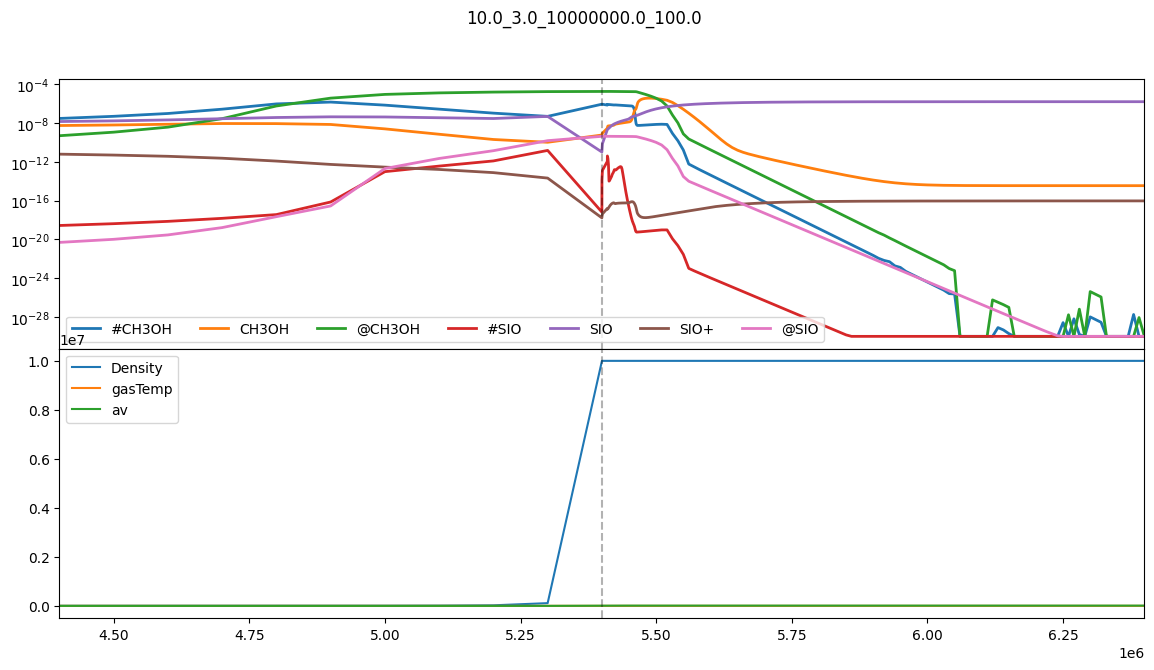 10.0_3.0_10000000.0_100.0
10⁻⁴
10⁻⁸
10⁻¹²
10⁻¹⁶
10⁻²⁰
10⁻²⁴
10⁻²⁸
#CH3OH CH3OH @CH3OH #SIO SIO SIO+ @SIO
1e7
1.0
0.8
0.6
0.4
0.2
0.0
Density
gasTemp
av
4.50 4.75 5.00 5.25 5.50 5.75 6.00 6.25
1e6